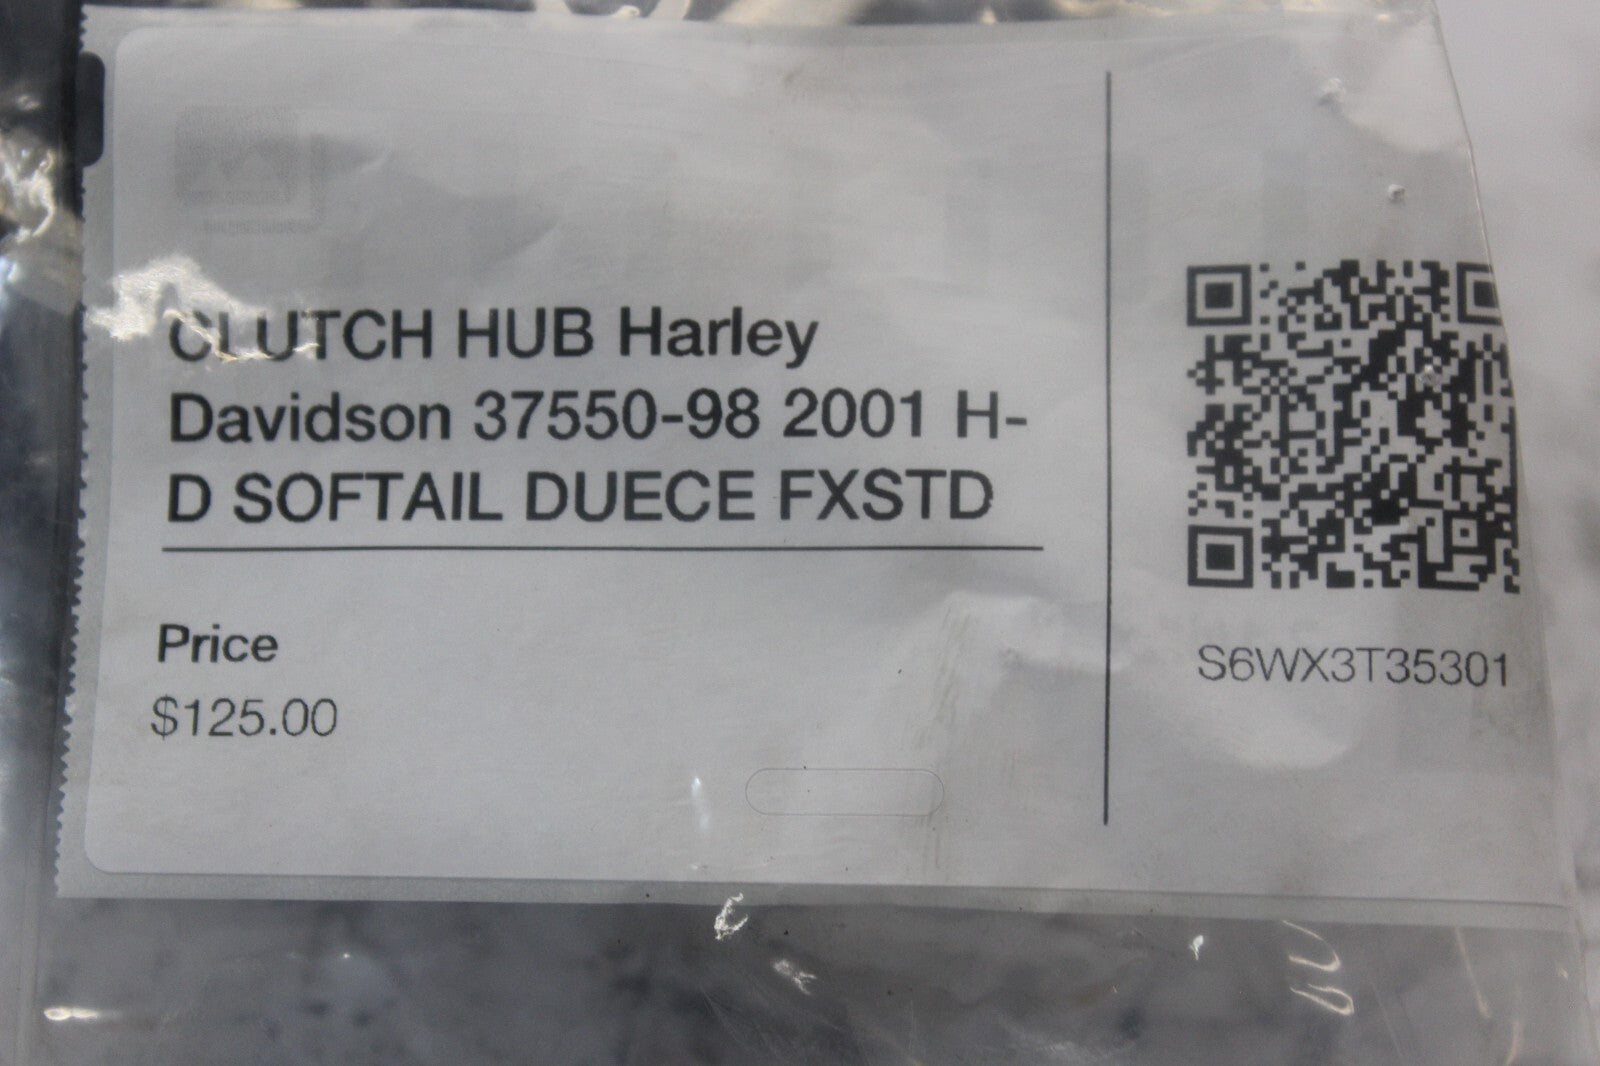 CLUTCH HUB Harley
Davidson 37550-98 2001 H-
D SOFTAIL DUECE FXSTD
Price
$125.00
S6WX3T35301